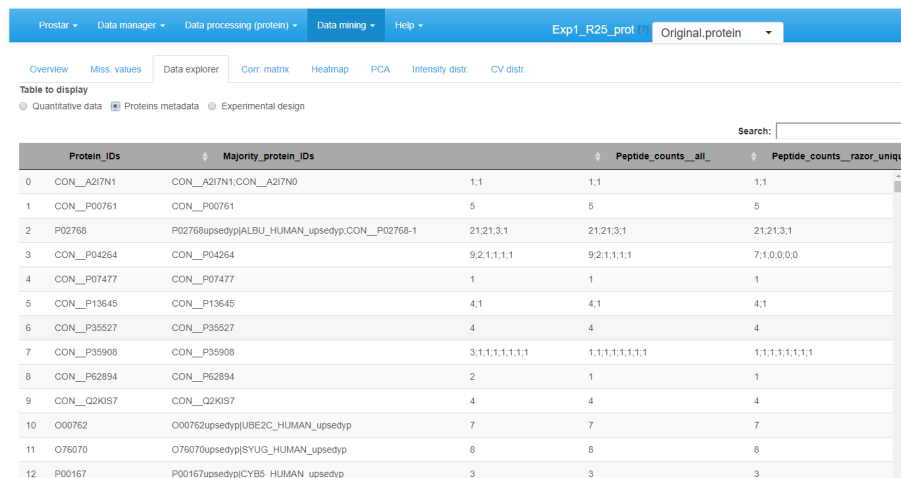 Prostar Data manager Data processing (protein) Data mining Help Exp1_R25_prot [?] Original.protein
Overview Miss. values Data explorer Corr. matrix Heatmap PCA Intensity distr. CV distr.
Table to display
Quantitative data Proteins metadata Experimental design
Search:
Protein_IDs Majority_protein_IDs Peptide_counts__all_ Peptide_counts__razor_uniqu
0 CON__A2I7N1 CON__A2I7N1;CON__A2I7N0 1;1 1;1 1;1
1 CON__P00761 CON__P00761 5 5 5
2 P02768 P02768upsedyp|ALBU_HUMAN_upsedyp;CON__P02768-1 21;21;3;1 21;21;3;1 21;21;3;1
3 CON__P04264 CON__P04264 9;2;1;1;1;1 9;2;1;1;1;1 7;1;0;0;0;0
4 CON__P07477 CON__P07477 1 1 1
5 CON__P13645 CON__P13645 4;1 4;1 4;1
6 CON__P35527 CON__P35527 4 4 4
7 CON__P35908 CON__P35908 3;1;1;1;1;1;1;1 1;1;1;1;1;1;1;1 1;1;1;1;1;1;1;1
8 CON__P62894 CON__P62894 2 1 1
9 CON__Q2KIS7 CON__Q2KIS7 4 4 4
10 O00762 O00762upsedyp|UBE2C_HUMAN_upsedyp 7 7 7
11 O76070 O76070upsedyp|SYUG_HUMAN_upsedyp 8 8 8
12 P00167 P00167upsedyp|CYB5_HUMAN_upsedyp 3 3 3